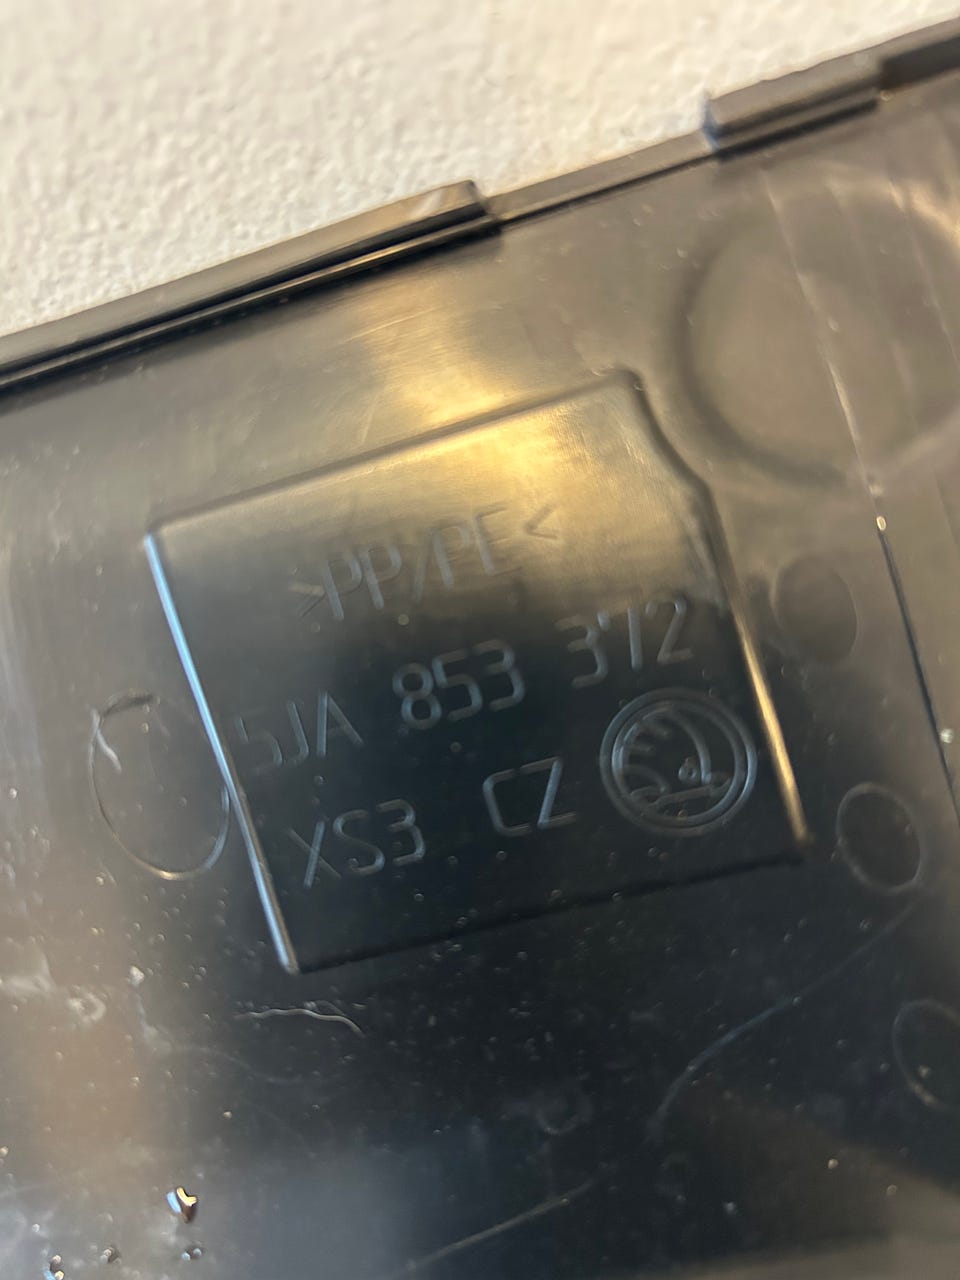 >PP/PE<
5JA 853 372
XS3 CZ